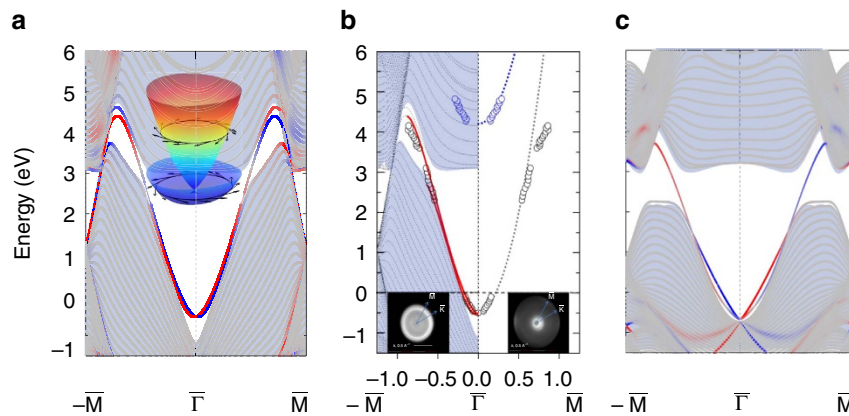 a b c
Energy (eV)
6 6
5 5
4 4
3 3
2 2
1 1
0 0
–1 –1
M̅ M̅
K̅ K̅
–1.0 –0.5 0.0 0.5 1.0
– M̅ Γ̅ M̅ – M̅ Γ̅ M̅ – M̅ Γ̅ M̅